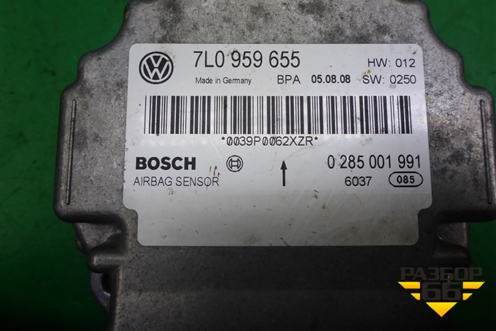 7L0 959 655
HW: 012
Made in Germany
BPA 05.08.08 SW: 0250
*0039P0062XZR*
BOSCH
0 285 001 991
AIRBAG SENSOR
6037 085
РАЗБОР
66